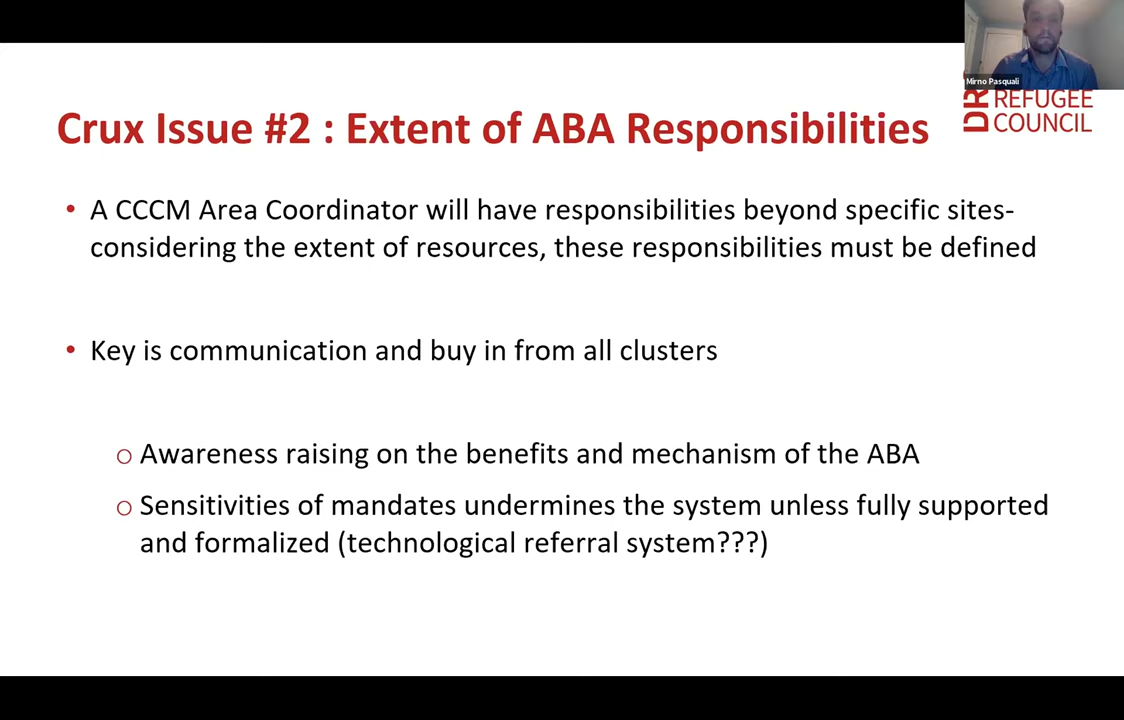 Mirno Pasquali
REFUGEE
COUNCIL
Crux Issue #2 : Extent of ABA Responsibilities
• A CCCM Area Coordinator will have responsibilities beyond specific sites-
considering the extent of resources, these responsibilities must be defined
• Key is communication and buy in from all clusters
o Awareness raising on the benefits and mechanism of the ABA
o Sensitivities of mandates undermines the system unless fully supported
and formalized (technological referral system???)